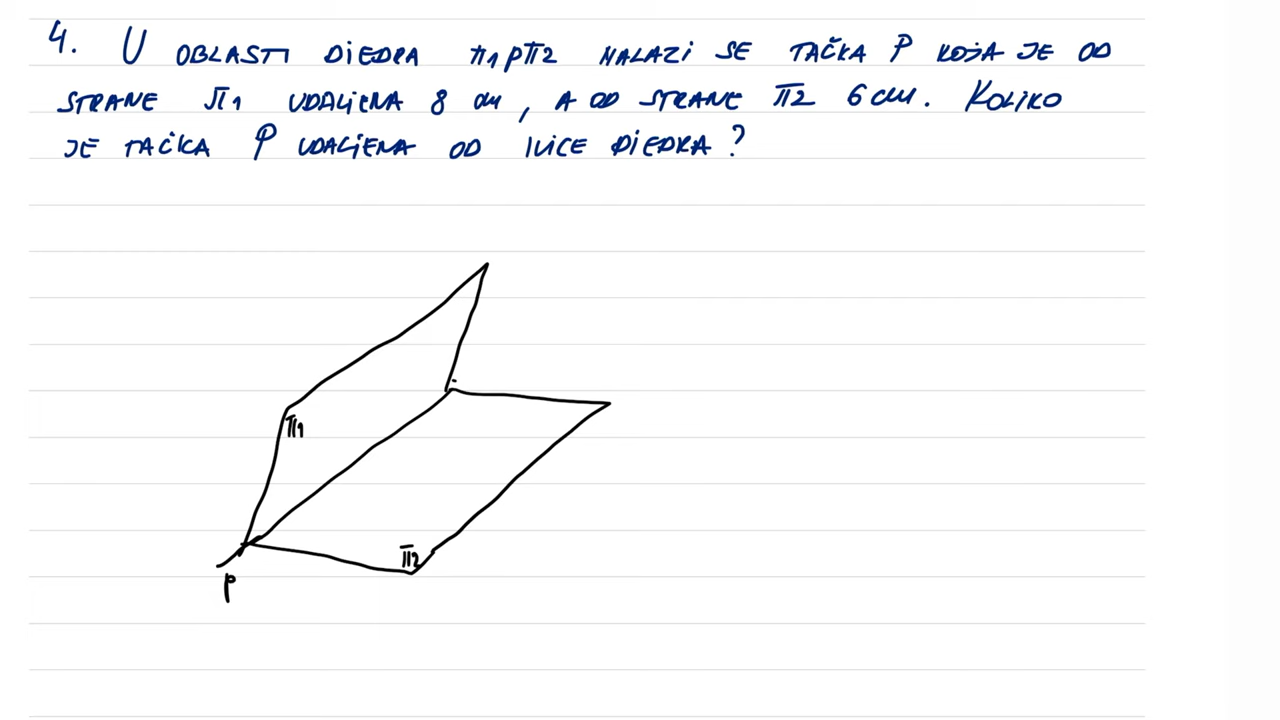 4. U OBLASTI DIEDRA π1pπ2 NALAZI SE TAČKA P KOJA JE OD
STRANE π1 UDALJENA 8 cm, A OD STRANE π2 6 cm. KOLIKO
JE TAČKA P UDALJENA OD IVICE DIEDRA?
π1
π2
p